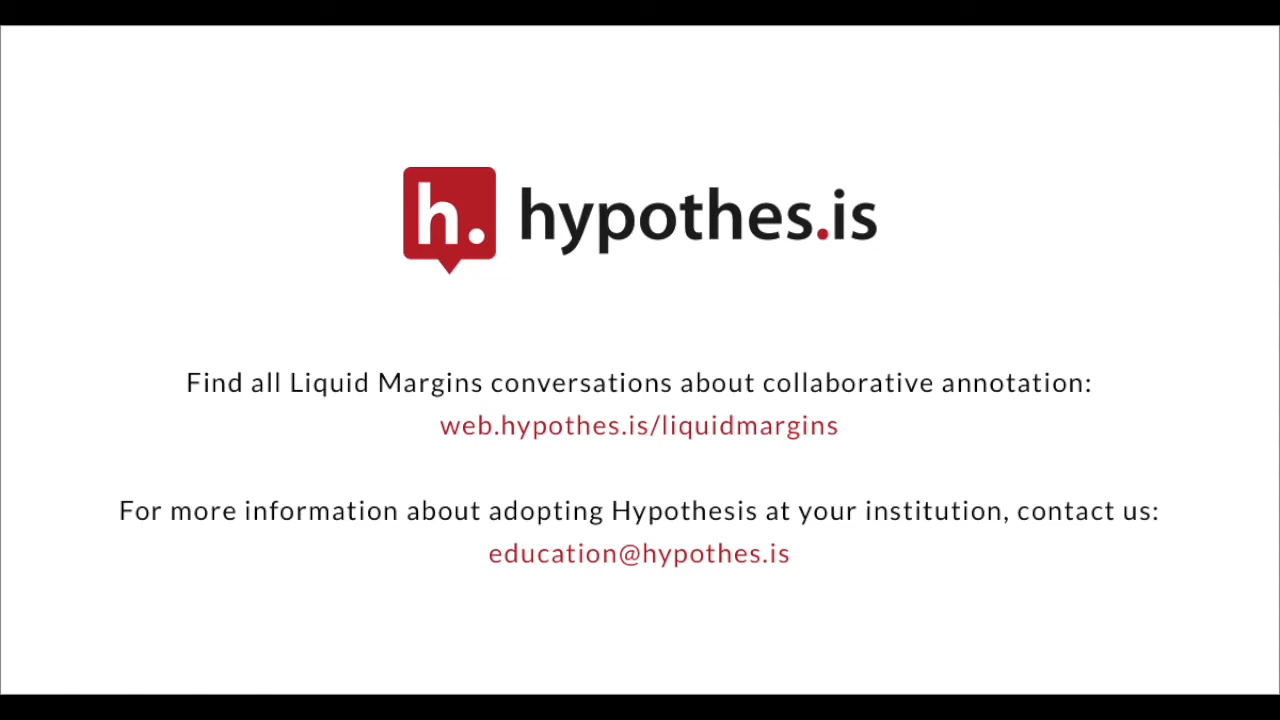 h. hypothes.is
Find all Liquid Margins conversations about collaborative annotation:
web.hypothes.is/liquidmargins
For more information about adopting Hypothesis at your institution, contact us:
education@hypothes.is